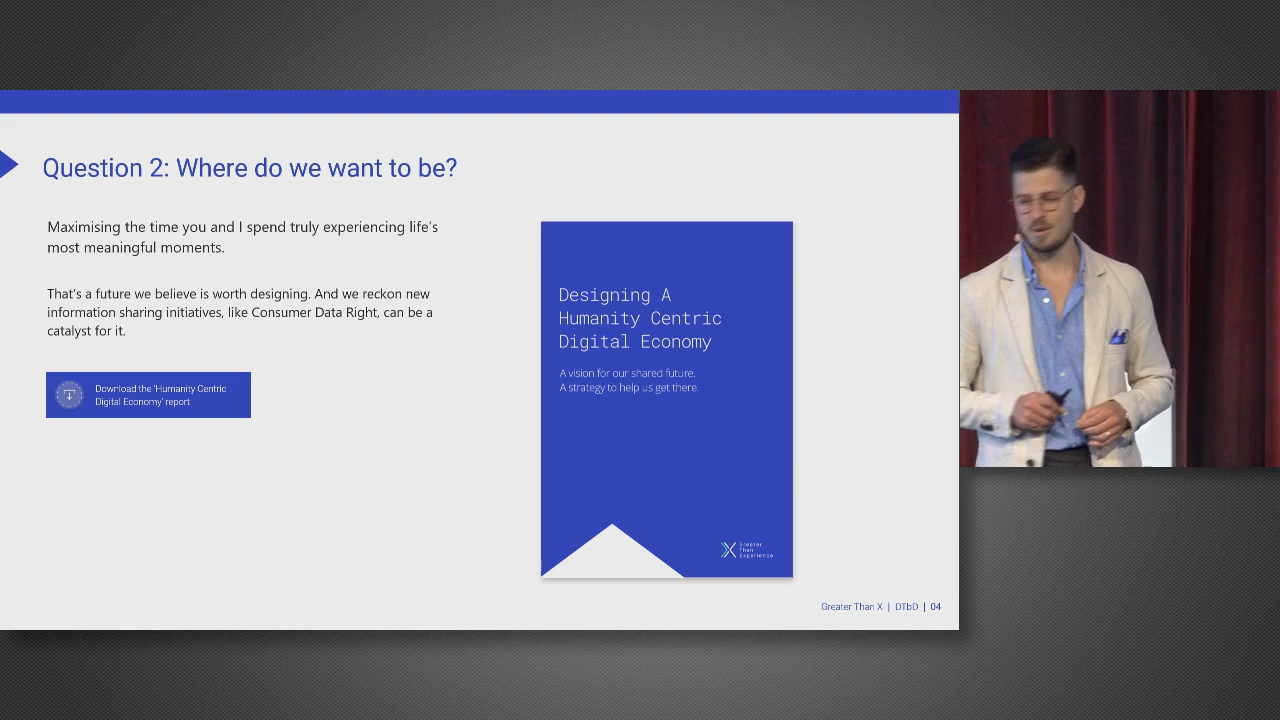 Question 2: Where do we want to be?
Maximising the time you and I spend truly experiencing life's
most meaningful moments.
That's a future we believe is worth designing. And we reckon new
information sharing initiatives, like Consumer Data Right, can be a
catalyst for it.
Download the 'Humanity Centric
Digital Economy' report
Designing A
Humanity Centric
Digital Economy
A vision for our shared future.
A strategy to help us get there.
Greater
Than
Experience
Greater Than X | DTbD | 04